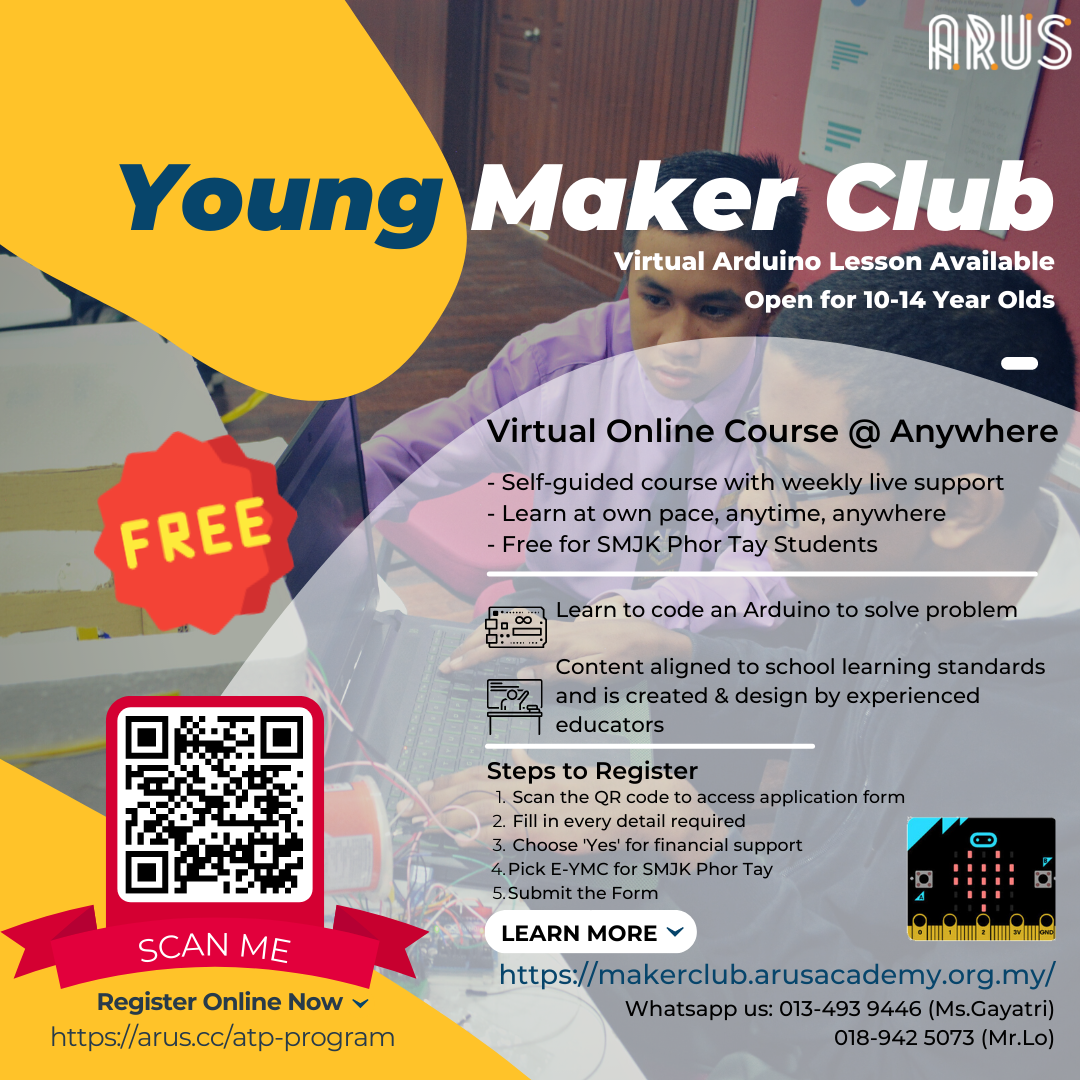 ARUS
Young Maker Club
Virtual Arduino Lesson Available
Open for 10-14 Year Olds
Virtual Online Course @ Anywhere
- Self-guided course with weekly live support
- Learn at own pace, anytime, anywhere
- Free for SMJK Phor Tay Students
FREE
Learn to code an Arduino to solve problem
Content aligned to school learning standards
and is created & design by experienced
educators
Steps to Register
1. Scan the QR code to access application form
2. Fill in every detail required
3. Choose 'Yes' for financial support
4.Pick E-YMC for SMJK Phor Tay
5.Submit the Form
A
B
0 1 2 3V GND
LEARN MORE
https://makerclub.arusacademy.org.my/
Whatsapp us: 013-493 9446 (Ms.Gayatri)
018-942 5073 (Mr.Lo)
SCAN ME
Register Online Now
https://arus.cc/atp-program